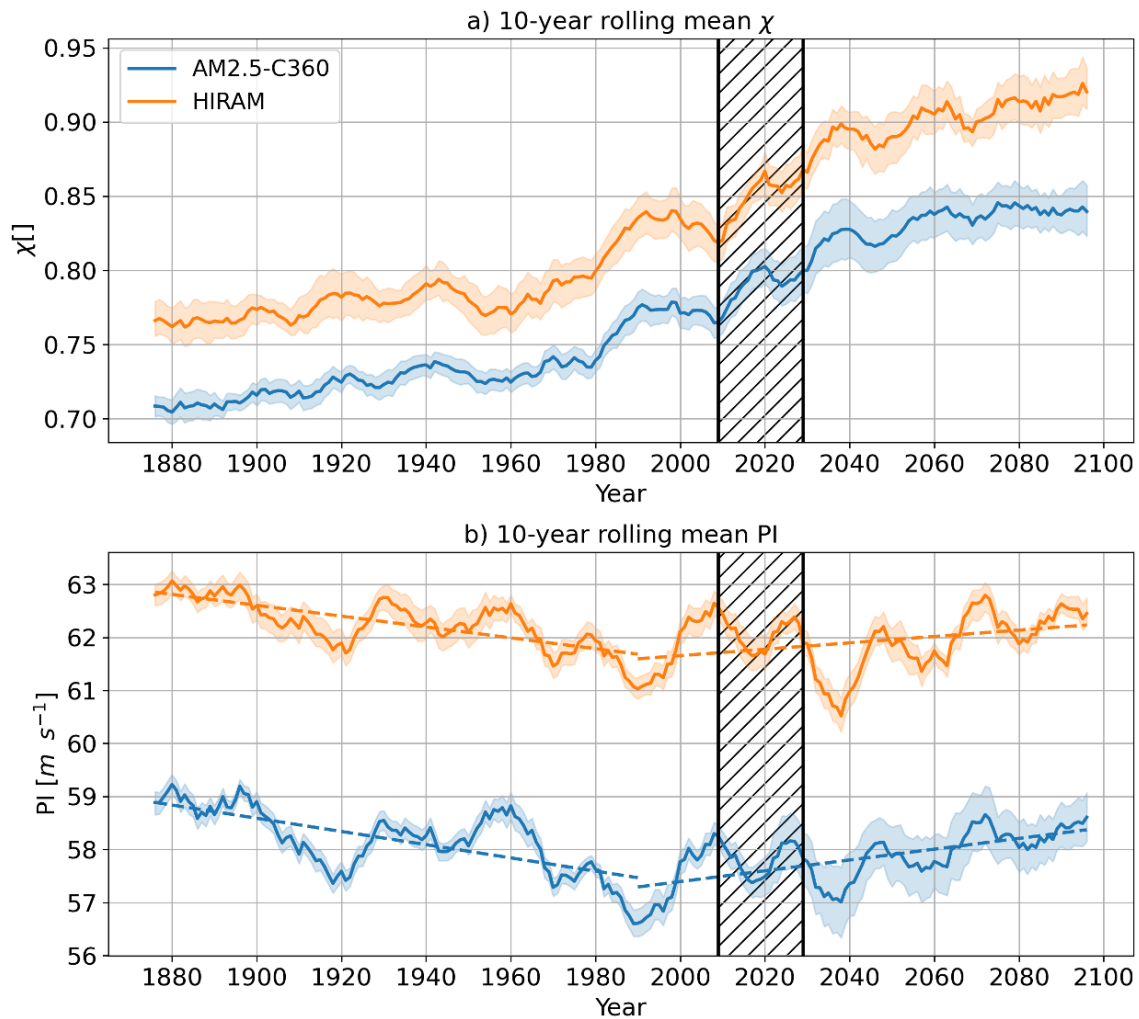 a) 10-year rolling mean χ
0.95
0.90
0.85
0.80
0.75
0.70
χ[]
AM2.5-C360
HIRAM
1880 1900 1920 1940 1960 1980 2000 2020 2040 2060 2080 2100
Year
b) 10-year rolling mean PI
63
62
61
60
59
58
57
56
PI [m s⁻¹]
1880 1900 1920 1940 1960 1980 2000 2020 2040 2060 2080 2100
Year